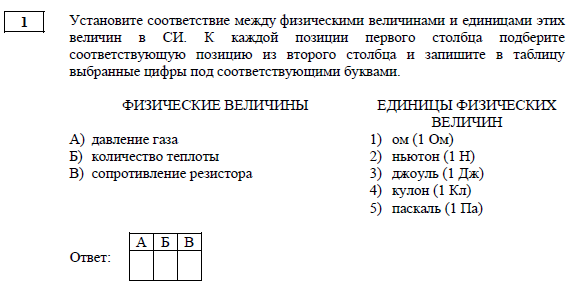 1
Установите соответствие между физическими величинами и единицами этих
величин в СИ. К каждой позиции первого столбца подберите
соответствующую позицию из второго столбца и запишите в таблицу
выбранные цифры под соответствующими буквами.
ФИЗИЧЕСКИЕ ВЕЛИЧИНЫ
А) давление газа
Б) количество теплоты
В) сопротивление резистора
ЕДИНИЦЫ ФИЗИЧЕСКИХ
ВЕЛИЧИН
1) ом (1 Ом)
2) ньютон (1 Н)
3) джоуль (1 Дж)
4) кулон (1 Кл)
5) паскаль (1 Па)
А Б В
Ответ: